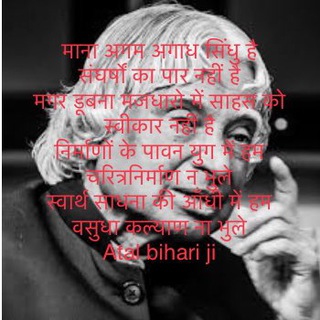 माना अगम अगाध सिंधु है
संघर्षों का पार नहीं है
मगर डूबना मजधारो में साहस को
स्वीकार नहीं है
निर्माणों के पावन युग में हम
चरित्रनिर्माण न भुले
स्वार्थ साधना की आँधी में हम
वसुधा कल्याण ना भुले
Atal bihari ji